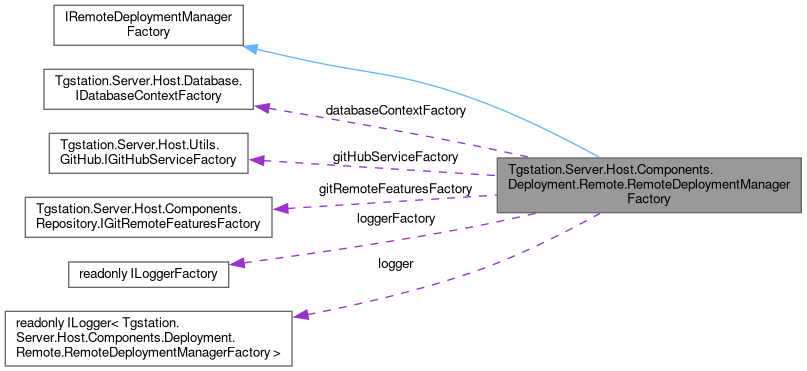 IRemoteDeploymentManager
Factory
Tgstation.Server.Host.Database.
IDatabaseContextFactory
databaseContextFactory
Tgstation.Server.Host.Utils.
GitHub.IGitHubServiceFactory
gitHubServiceFactory
Tgstation.Server.Host.Components.
Deployment.Remote.RemoteDeploymentManager
Factory
gitRemoteFeaturesFactory
Tgstation.Server.Host.Components.
Repository.IGitRemoteFeaturesFactory
loggerFactory
readonly ILoggerFactory
logger
readonly ILogger< Tgstation.
Server.Host.Components.Deployment.
Remote.RemoteDeploymentManagerFactory >